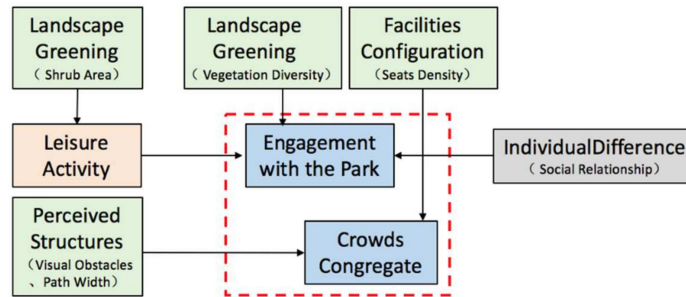 Landscape
Greening
（Shrub Area）
Landscape
Greening
（Vegetation Diversity）
Facilities
Configuration
(Seats Density)
Leisure
Activity
Engagement
with the Park
IndividualDifference
（ Social Relationship）
Perceived
Structures
（Visual Obstacles
、Path Width）
Crowds
Congregate